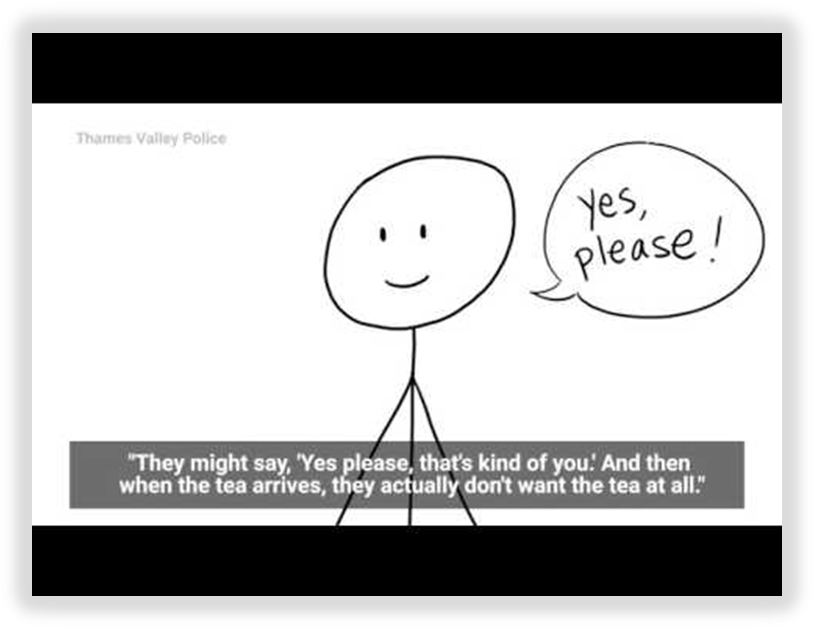 Thames Valley Police
yes,
please!
"They might say, 'Yes please, that's kind of you.' And then
when the tea arrives, they actually don't want the tea at all."